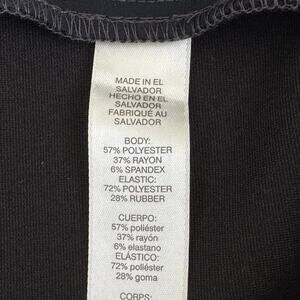 MADE IN EL
SALVADOR
HECHO EN EL
SALVADOR
FABRIQUÉ AU
SALVADOR
BODY:
57% POLYESTER
37% RAYON
6% SPANDEX
ELASTIC:
72% POLYESTER
28% RUBBER
CUERPO:
57% poliéster
37% rayón
6% elastano
ELÁSTICO:
72% poliéster
28% goma
CORPS: